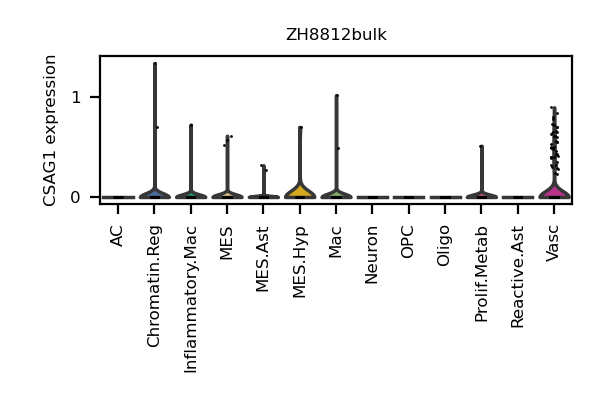 ZH8812bulk
CSAG1 expression
1
0
AC
Chromatin.Reg
Inflammatory.Mac
MES
MES.Ast
MES.Hyp
Mac
Neuron
OPC
Oligo
Prolif.Metab
Reactive.Ast
Vasc